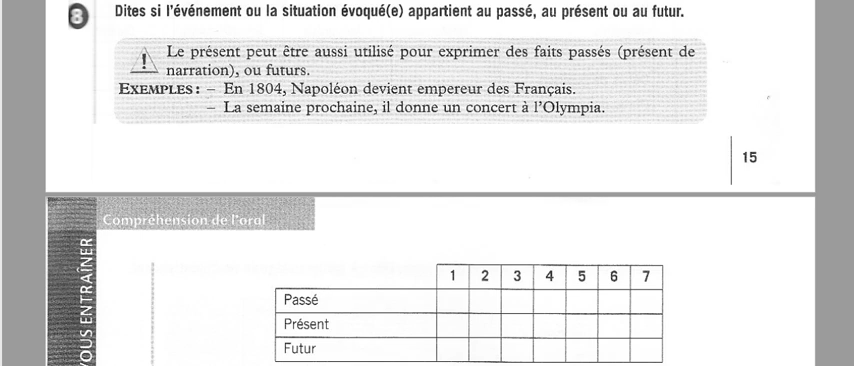 8 Dites si l'événement ou la situation évoqué(e) appartient au passé, au présent ou au futur.
! Le présent peut être aussi utilisé pour exprimer des faits passés (présent de
narration), ou futurs.
EXEMPLES : – En 1804, Napoléon devient empereur des Français.
– La semaine prochaine, il donne un concert à l'Olympia.
15
Compréhension de l'oral
VOUS ENTRAÎNER
1 2 3 4 5 6 7
Passé
Présent
Futur